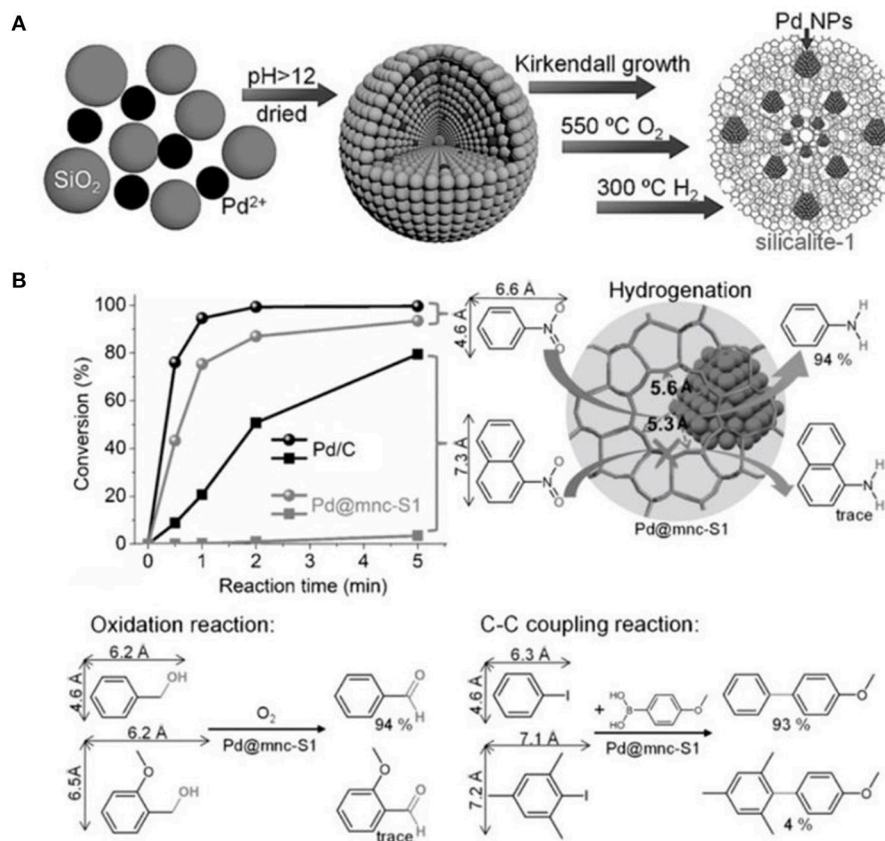 A
pH>12
dried
SiO2
Pd2+
Kirkendall growth
550 ºC O2
300 ºC H2
Pd NPs
silicalite-1
B
Conversion (%)
100
80
60
40
20
0
0 1 2 3 4 5
Reaction time (min)
Pd/C
Pd@mnc-S1
6.6 Å
4.6 Å
N
O
O
7.3 Å
N
O
O
Hydrogenation
5.6 Å
5.3 Å
Pd@mnc-S1
H
N
H
94 %
H
N
H
trace
Oxidation reaction:
6.2 Å
4.6 Å
OH
6.2 Å
6.5Å
O
OH
O2
Pd@mnc-S1
O
H
94 %
O
O
H
trace
C-C coupling reaction:
6.3 Å
4.6 Å
I
7.1 Å
7.2 Å
I
+
HO
B
HO
O
Pd@mnc-S1
O
93 %
O
4 %